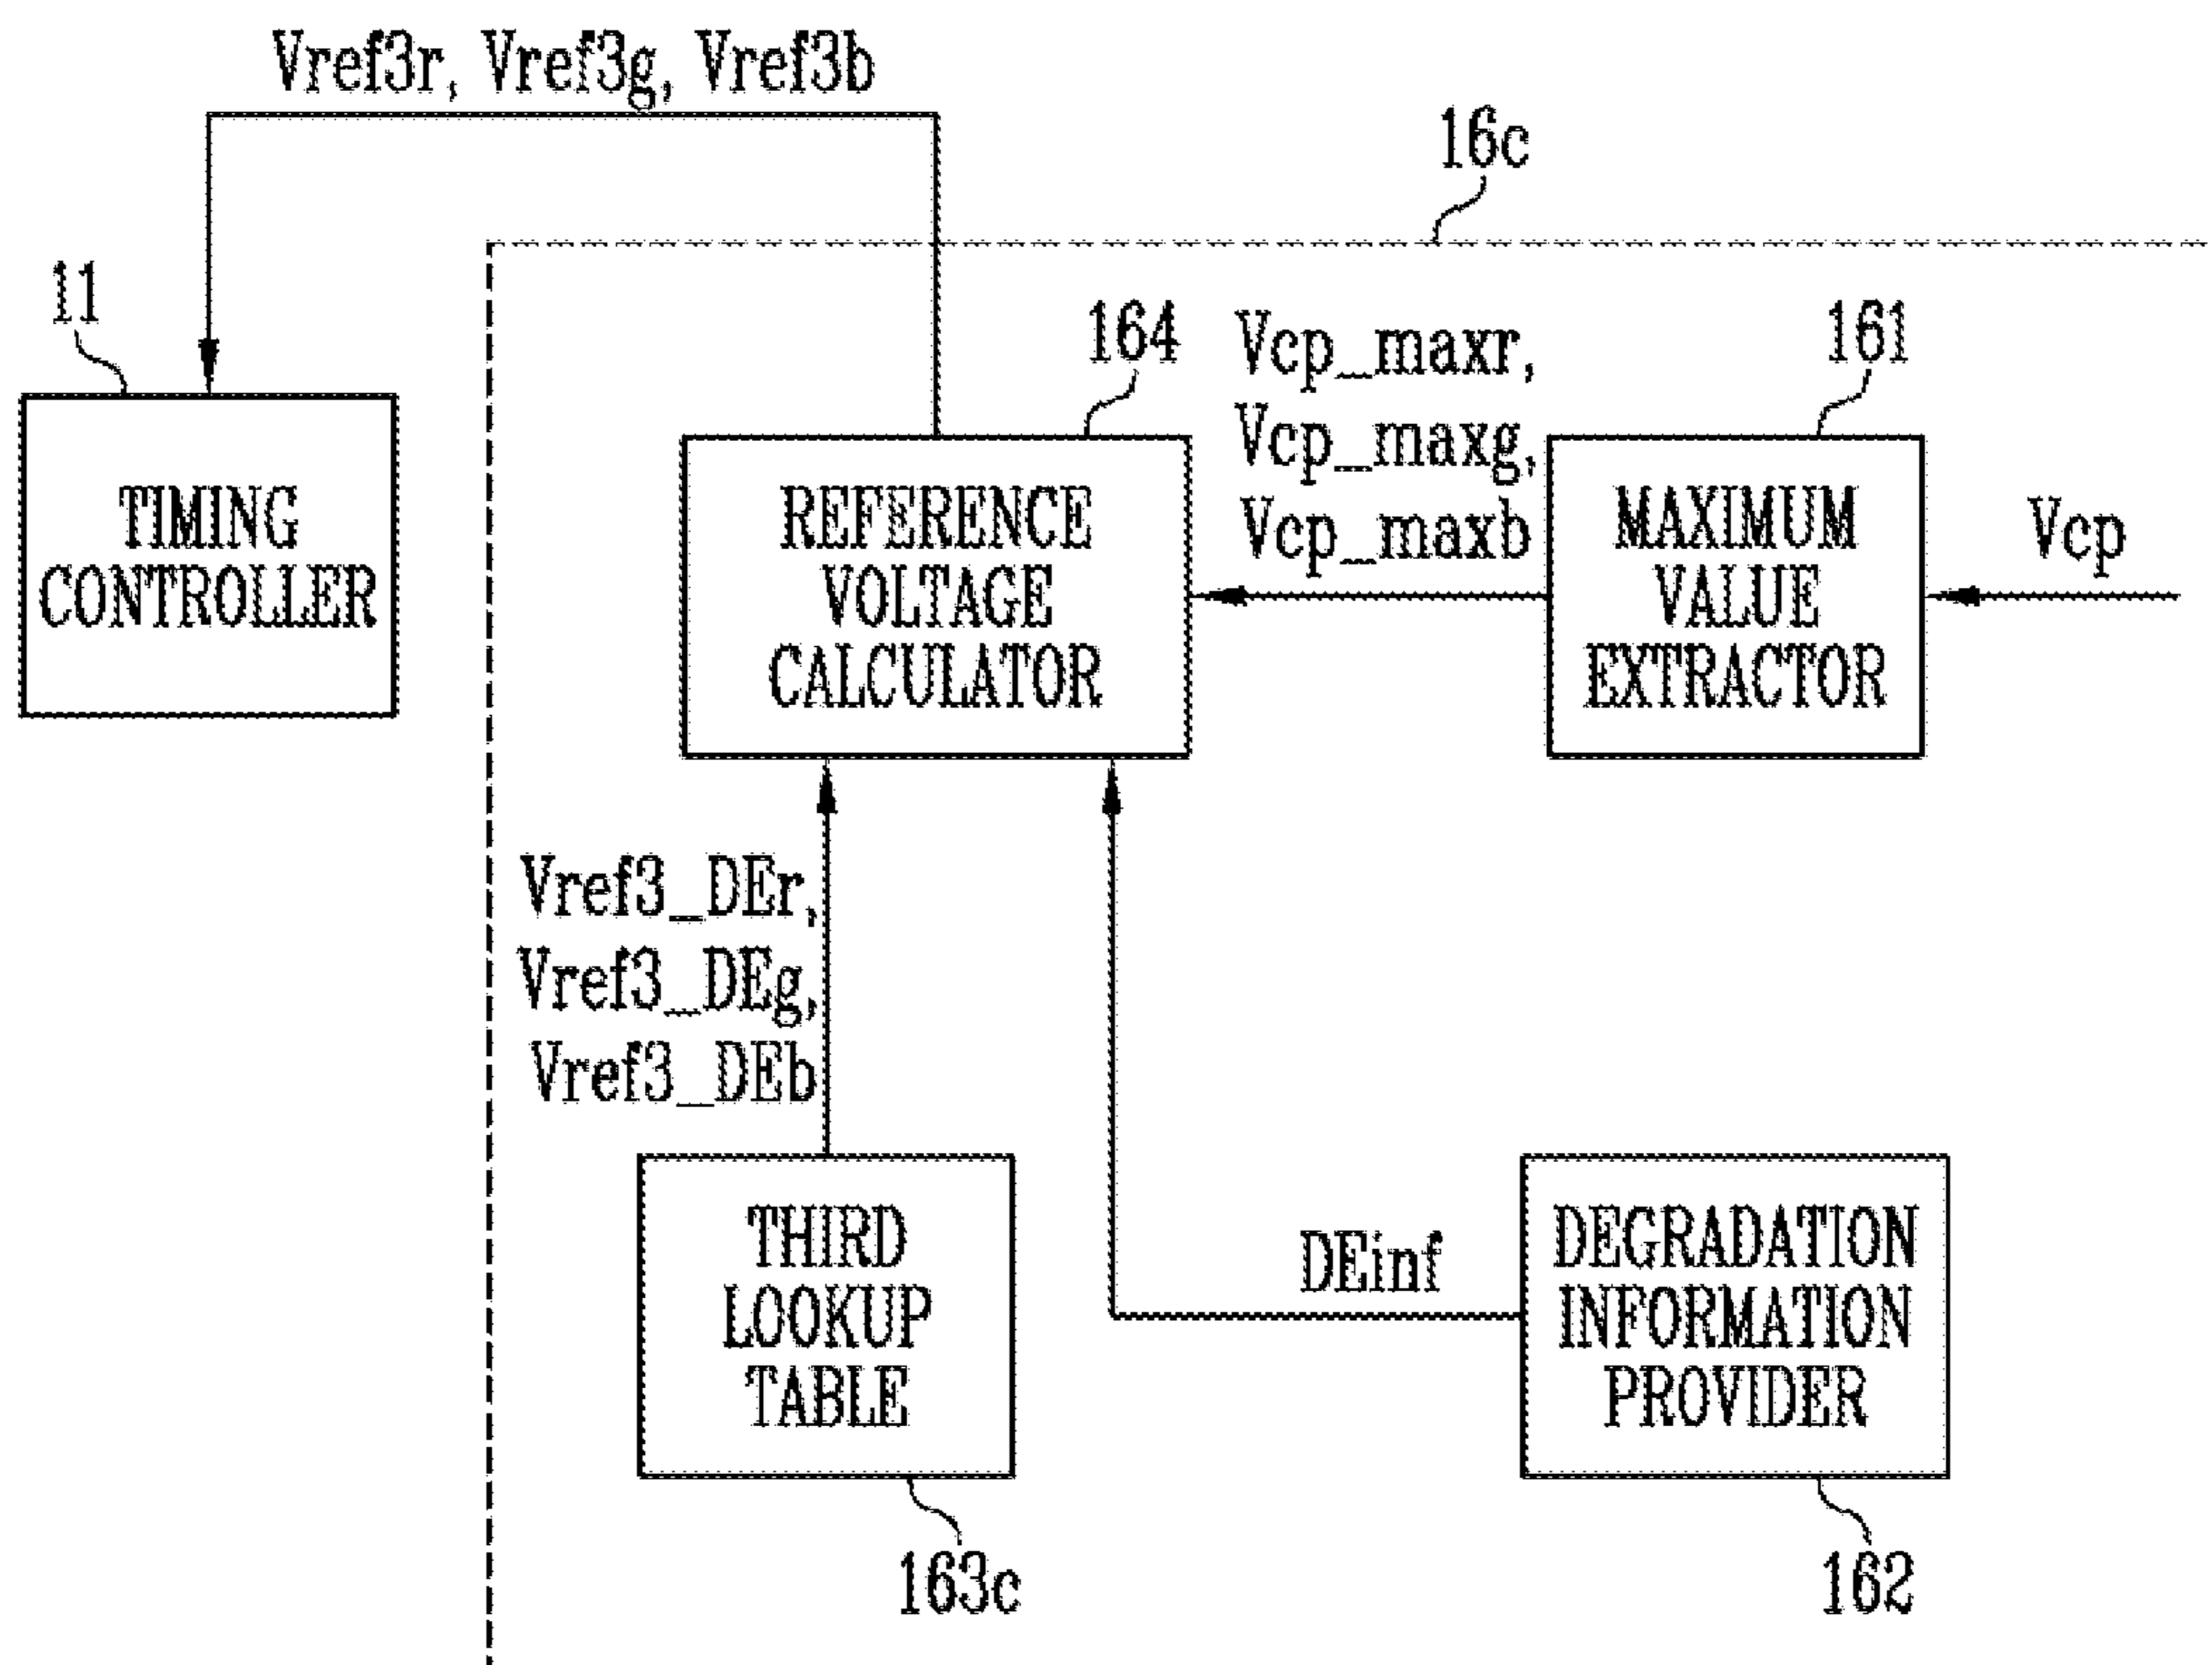 Vref3r, Vref3g, Vref3b
16c
11
164
Vcp_maxr,
Vcp_maxg,
Vcp_maxb
161
TIMING
CONTROLLER
REFERENCE
VOLTAGE
CALCULATOR
MAXIMUM
VALUE
EXTRACTOR
Vcp
Vref3_DEr,
Vref3_DEg,
Vref3_DEb
THIRD
LOOKUP
TABLE
DEinf
DEGRADATION
INFORMATION
PROVIDER
163c
162